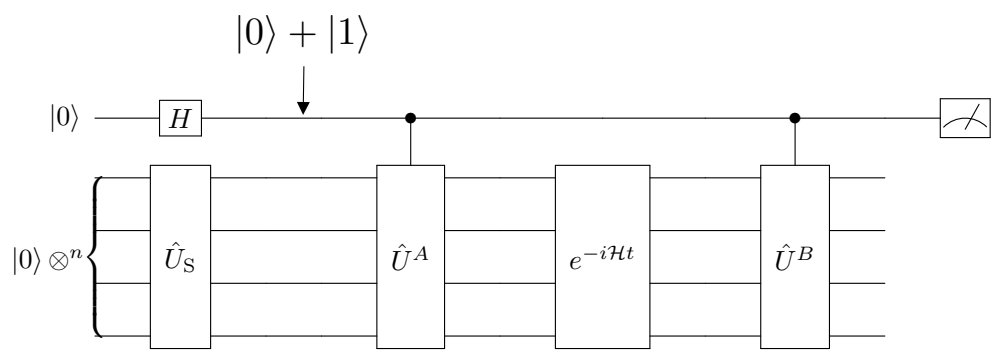 |0⟩ + |1⟩
|0⟩ H
|0⟩ ⊗ⁿ Û_S Û^A e^{-iℋt} Û^B